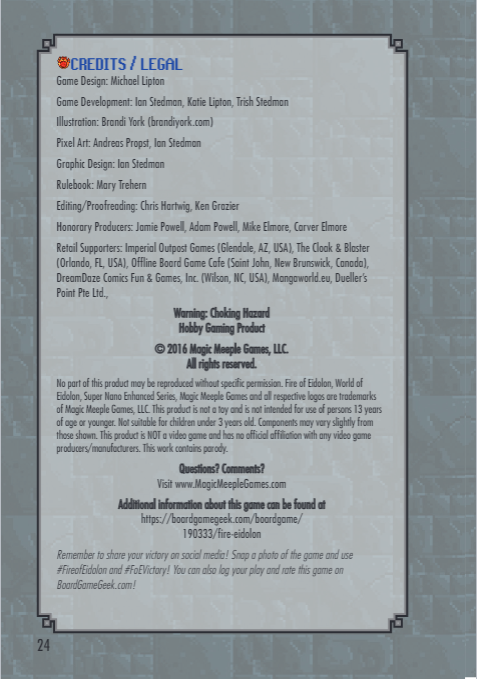 CREDITS / LEGAL
Game Design: Michael Lipton
Game Development: Ian Stedman, Katie Lipton, Trish Stedman
Illustration: Brandi York (brandiyork.com)
Pixel Art: Andreas Propst, Ian Stedman
Graphic Design: Ian Stedman
Rulebook: Mary Trehern
Editing/Proofreading: Chris Hartwig, Ken Grazier
Honorary Producers: Jamie Powell, Adam Powell, Mike Elmore, Carver Elmore
Retail Supporters: Imperial Outpost Games (Glendale, AZ, USA), The Cloak & Blaster
(Orlando, FL, USA), Offline Board Game Cafe (Saint John, New Brunswick, Canada),
DreamDaze Comics Fun & Games, Inc. (Wilson, NC, USA), Mangaworld.eu, Dueller's
Point Pte Ltd.,
Warning: Choking Hazard
Hobby Gaming Product
© 2016 Magic Meeple Games, LLC.
All rights reserved.
No part of this product may be reproduced without specific permission. Fire of Eidolon, World of
Eidolon, Super Nano Enhanced Series, Magic Meeple Games and all respective logos are trademarks
of Magic Meeple Games, LLC. This product is not a toy and is not intended for use of persons 13 years
of age or younger. Not suitable for children under 3 years old. Components may vary slightly from
those shown. This product is NOT a video game and has no official affiliation with any video game
producers/manufacturers. This work contains parody.
Questions? Comments?
Visit www.MagicMeepleGames.com
Additional information about this game can be found at
https://boardgamegeek.com/boardgame/
190333/fire-eidolon
Remember to share your victory on social media! Snap a photo of the game and use
#FireofEidolon and #FoEVictory! You can also log your play and rate this game on
BoardGameGeek.com!
24